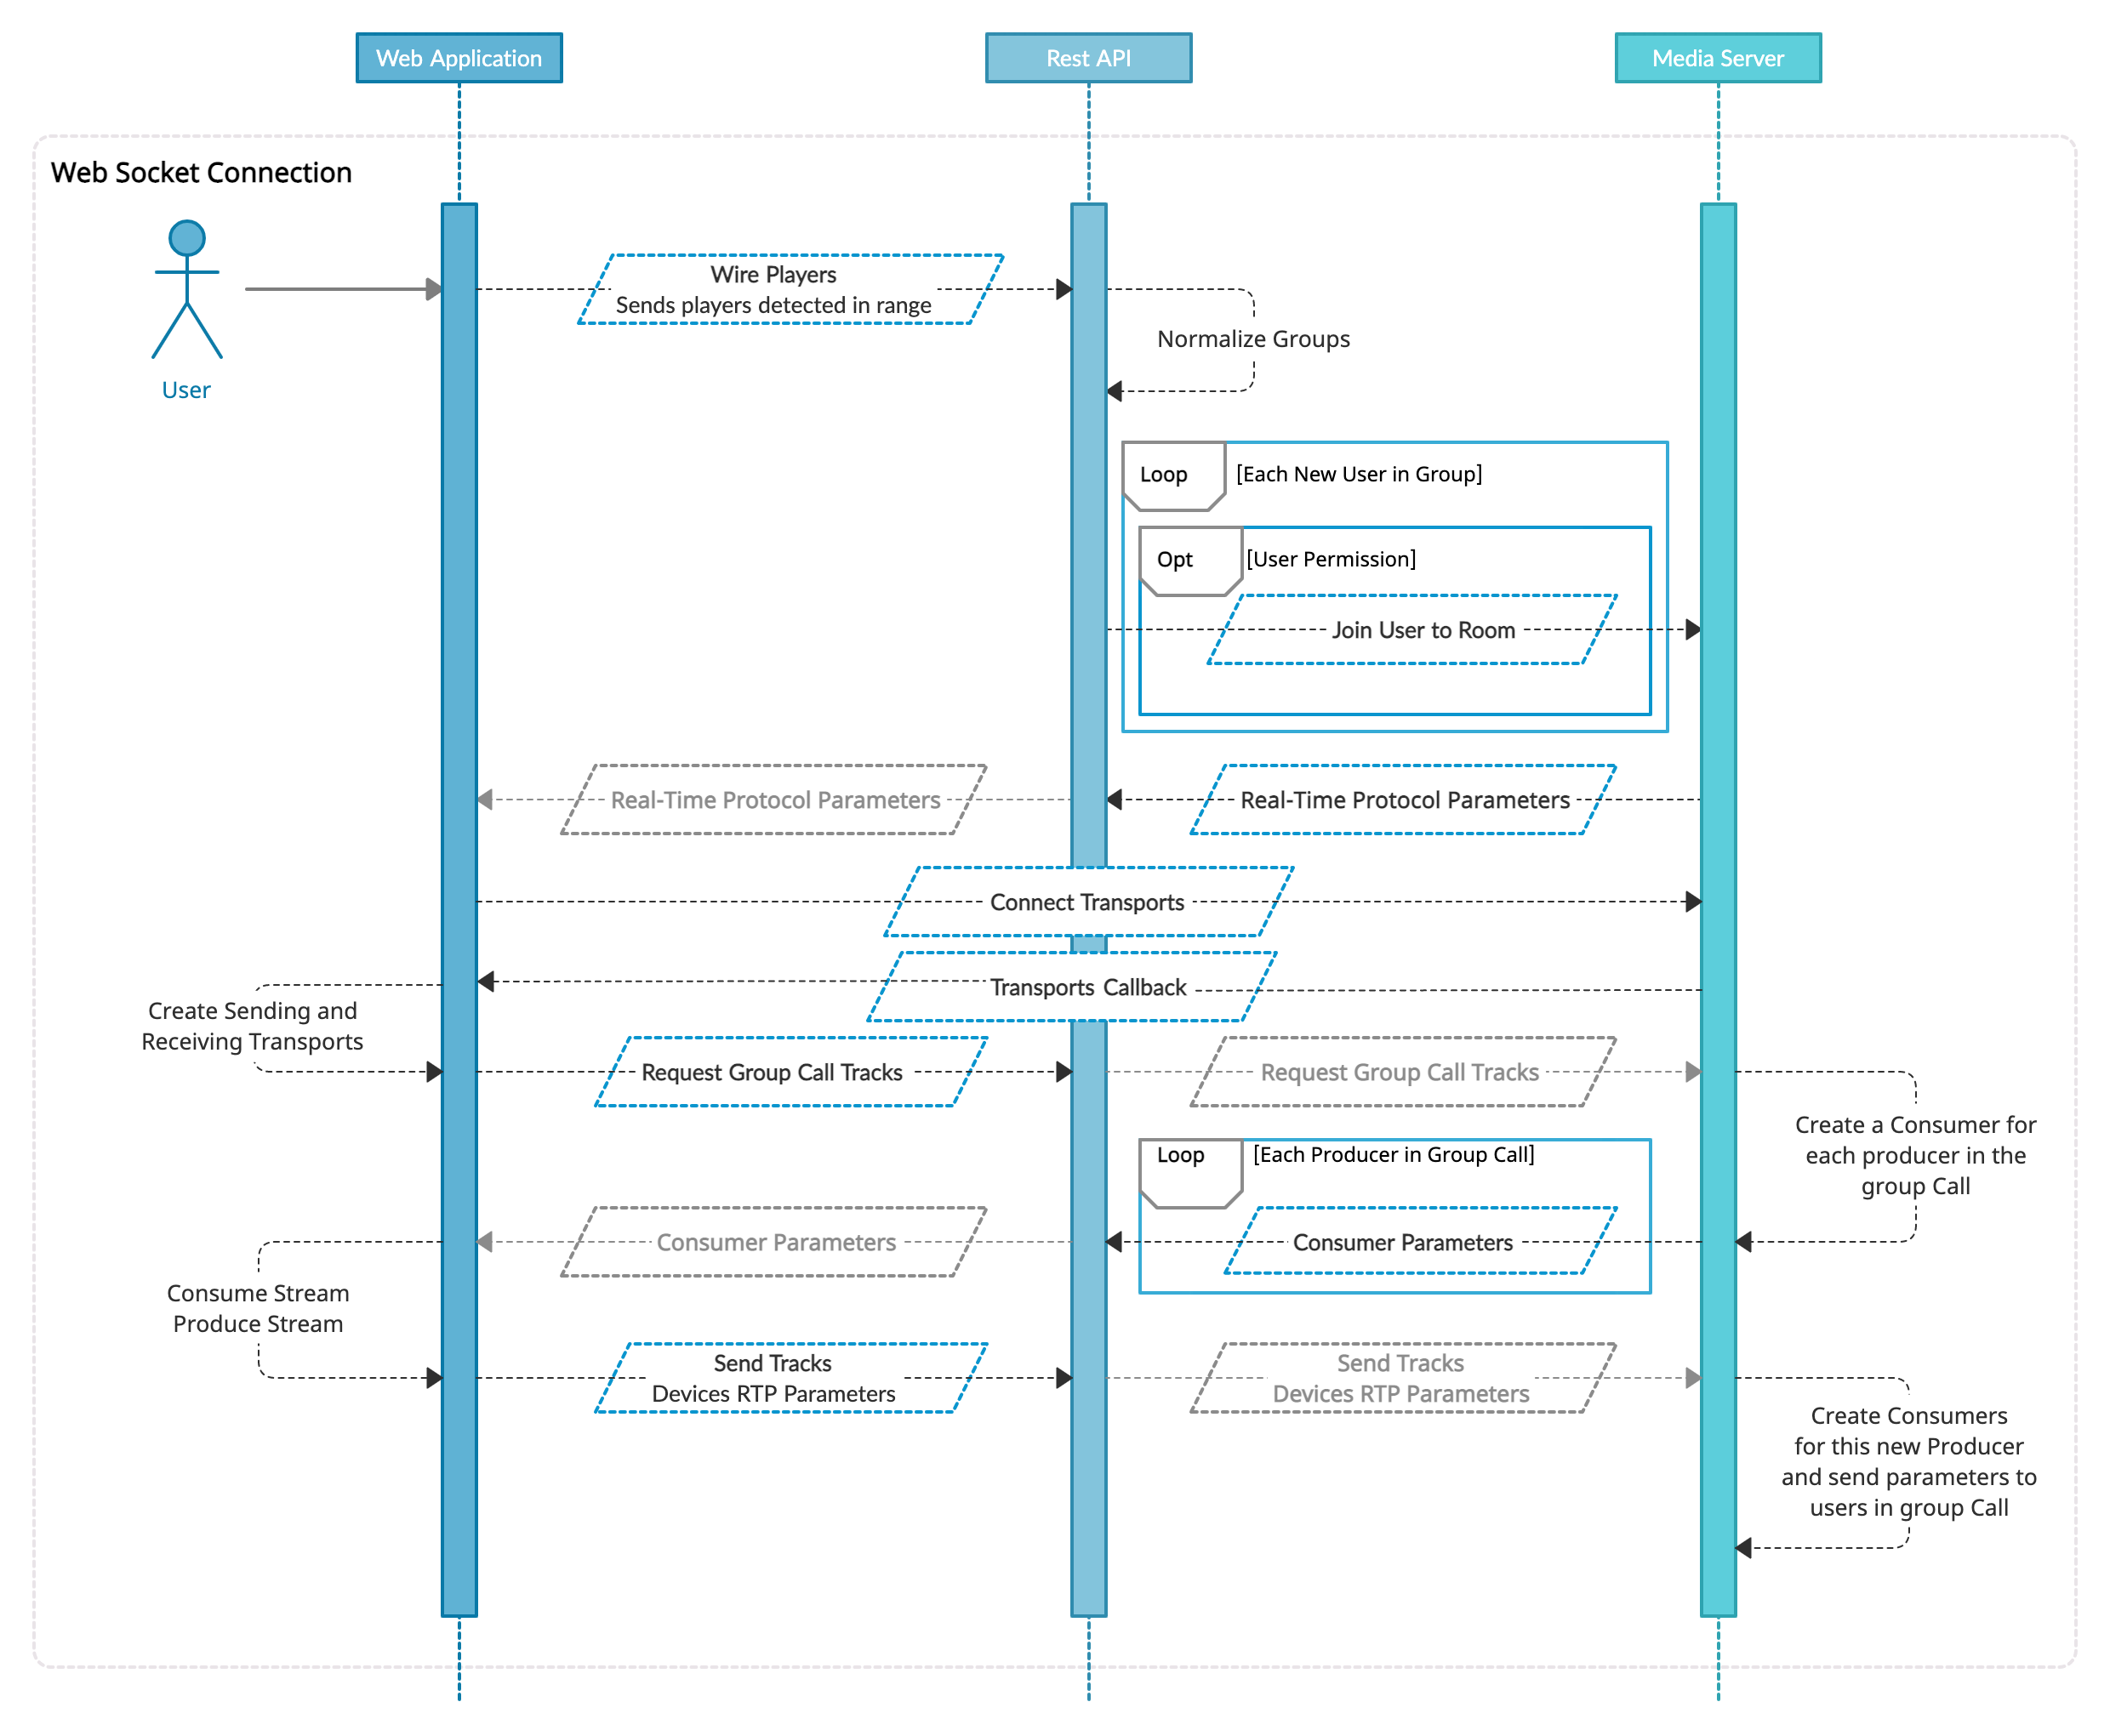 Web Application
Rest API
Media Server
Web Socket Connection
User
Wire Players
Sends players detected in range
Normalize Groups
Loop
[Each New User in Group]
Opt
[User Permission]
Join User to Room
Real-Time Protocol Parameters
Real-Time Protocol Parameters
Connect Transports
Transports Callback
Create Sending and
Receiving Transports
Request Group Call Tracks
Request Group Call Tracks
Create a Consumer for
each producer in the
group Call
Loop
[Each Producer in Group Call]
Consumer Parameters
Consumer Parameters
Consume Stream
Produce Stream
Send Tracks
Devices RTP Parameters
Send Tracks
Devices RTP Parameters
Create Consumers
for this new Producer
and send parameters to
users in group Call